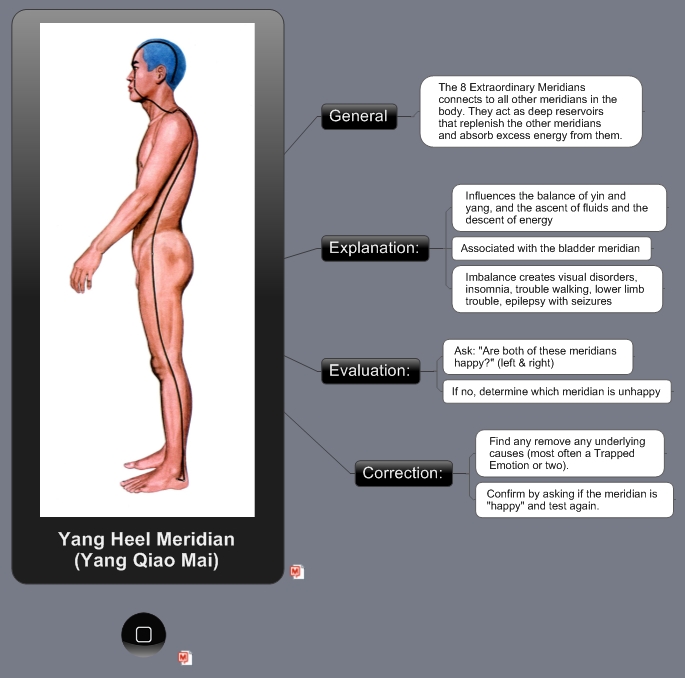 General
The 8 Extraordinary Meridians
connects to all other meridians in the
body. They act as deep reservoirs
that replenish the other meridians
and absorb excess energy from them.
Explanation:
Influences the balance of yin and
yang, and the ascent of fluids and the
descent of energy
Associated with the bladder meridian
Imbalance creates visual disorders,
insomnia, trouble walking, lower limb
trouble, epilepsy with seizures
Evaluation:
Ask: "Are both of these meridians
happy?" (left & right)
If no, determine which meridian is unhappy
Correction:
Find any remove any underlying
causes (most often a Trapped
Emotion or two).
Confirm by asking if the meridian is
"happy" and test again.
Yang Heel Meridian
(Yang Qiao Mai)